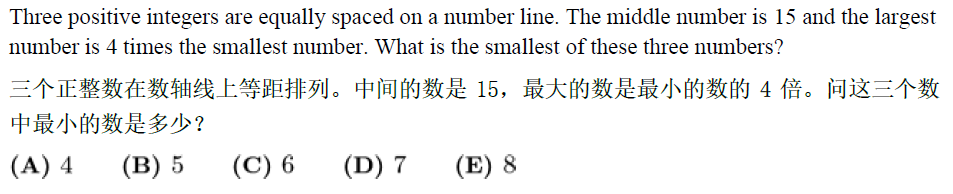 Three positive integers are equally spaced on a number line. The middle number is 15 and the largest
number is 4 times the smallest number. What is the smallest of these three numbers?
三个正整数在数轴线上等距排列。中间的数是 15，最大的数是最小的数的 4 倍。问这三个数
中最小的数是多少？
(A) 4 (B) 5 (C) 6 (D) 7 (E) 8